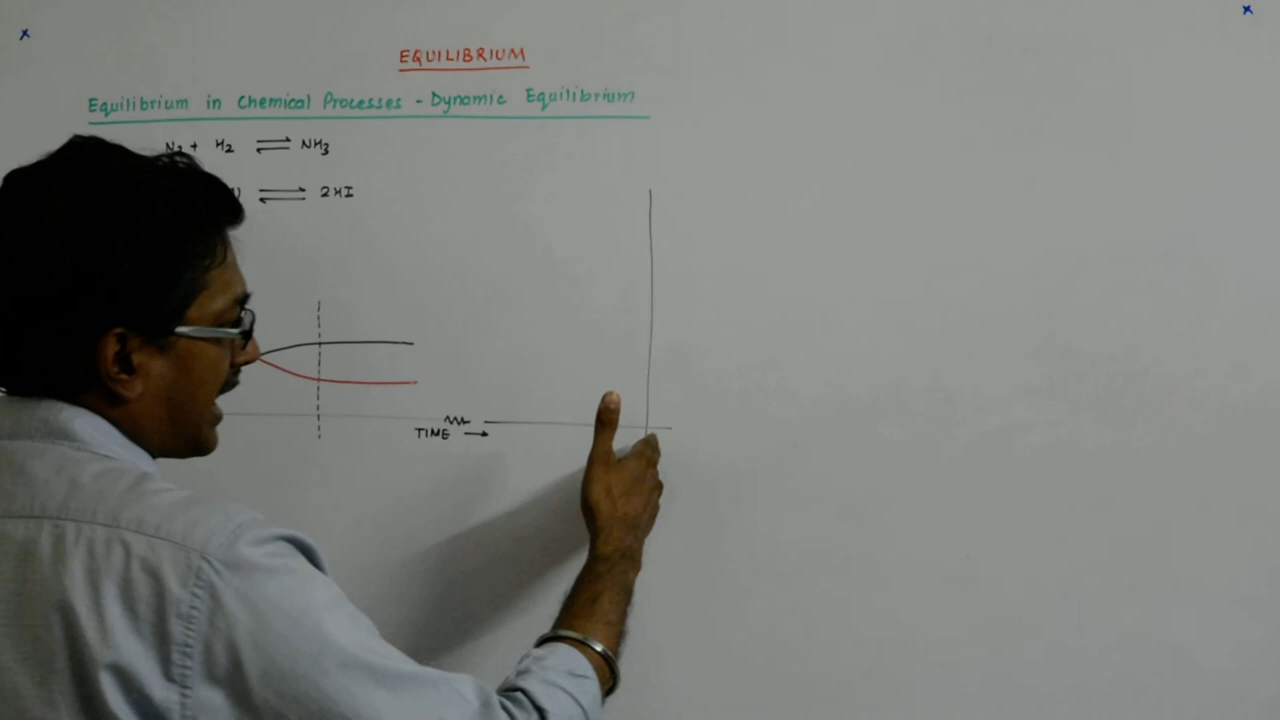 x x
EQUILIBRIUM
Equilibrium in Chemical Processes - Dynamic Equilibrium
N2 + H2 ⇌ NH3
⇌ 2HI
TIME →